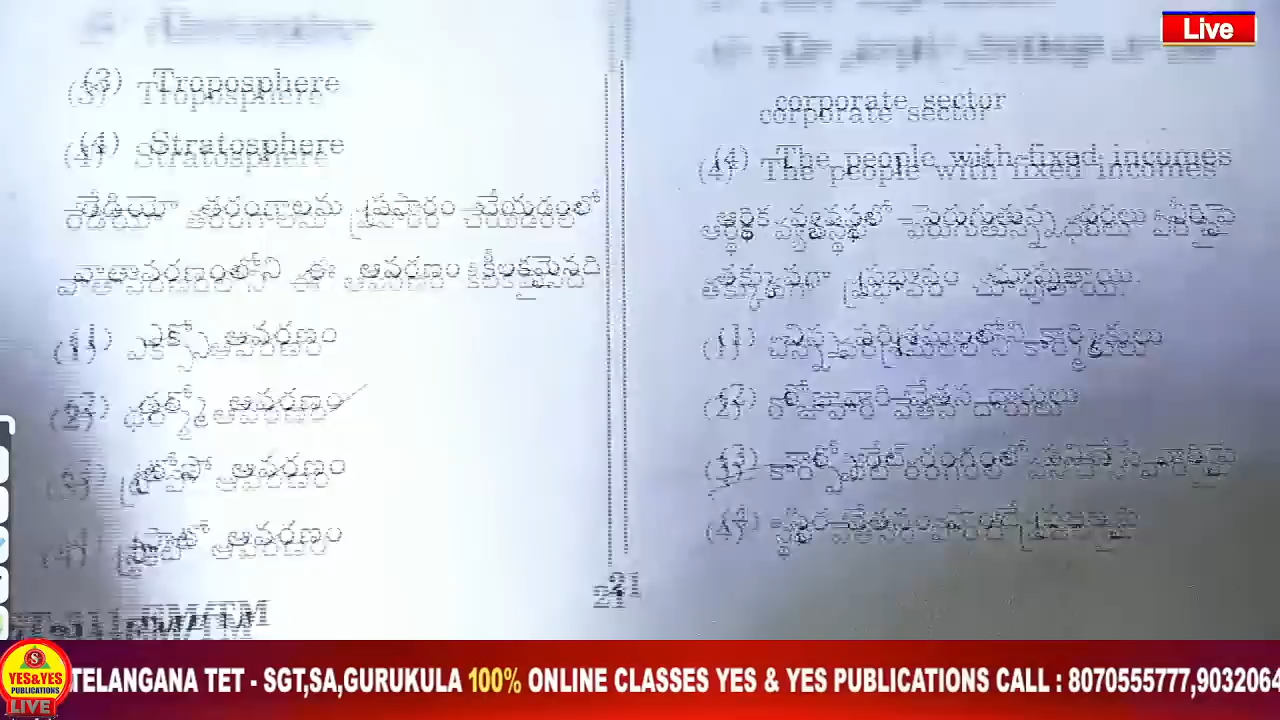 Live
(3) Troposphere
(4) Stratosphere
రేడియో తరంగాలను ప్రసారం చేయడంలో
వాతావరణంలోని ఈ ఆవరణం కీలకమైనది
(1) ఎక్సో ఆవరణం
(2) థర్మో ఆవరణం
(3) ట్రోపో ఆవరణం
(4) స్ట్రాటో ఆవరణం
corporate sector
(4) The people with fixed incomes
ఆర్థిక వ్యవస్థలో పెరుగుతున్న ధరలు వీరిపై
తక్కువగా ప్రభావం చూపుతాయి.
(1) చిన్న పరిశ్రమలలోని కార్మికులు
(2) రోజువారి వేతన దారులు
(3) కార్పోరేట్ రంగంలో పనిచేసే వారిపై
(4) స్థిర వేతనం పొందే ప్రజలపై
21
YES&YES
PUBLICATIONS
LIVE
TELANGANA TET - SGT,SA,GURUKULA 100% ONLINE CLASSES YES & YES PUBLICATIONS CALL : 8070555777,9032064